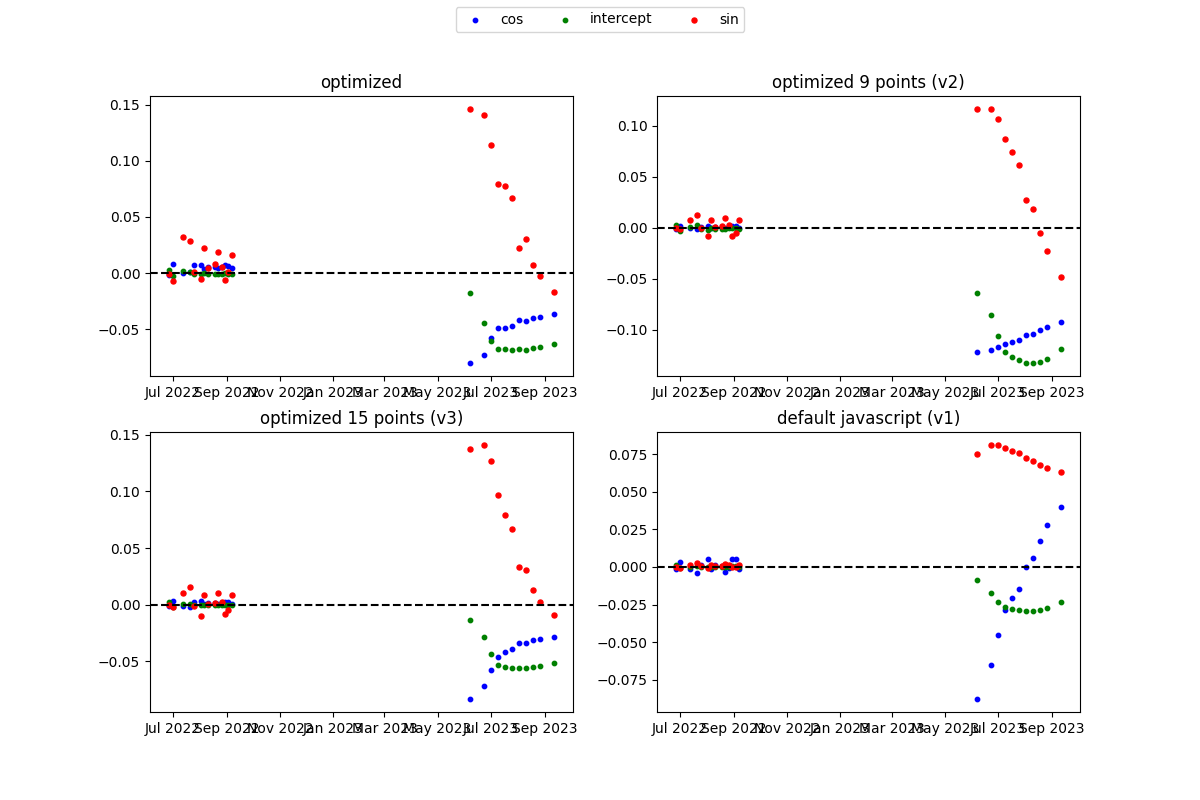 cos intercept sin
optimized
0.15
0.10
0.05
0.00
−0.05
Jul 2022 Sep 2022 Nov 2022 Jan 2023 Mar 2023 May 2023 Jul 2023 Sep 2023
optimized 9 points (v2)
0.10
0.05
0.00
−0.05
−0.10
Jul 2022 Sep 2022 Nov 2022 Jan 2023 Mar 2023 May 2023 Jul 2023 Sep 2023
optimized 15 points (v3)
0.15
0.10
0.05
0.00
−0.05
Jul 2022 Sep 2022 Nov 2022 Jan 2023 Mar 2023 May 2023 Jul 2023 Sep 2023
default javascript (v1)
0.075
0.050
0.025
0.000
−0.025
−0.050
−0.075
Jul 2022 Sep 2022 Nov 2022 Jan 2023 Mar 2023 May 2023 Jul 2023 Sep 2023